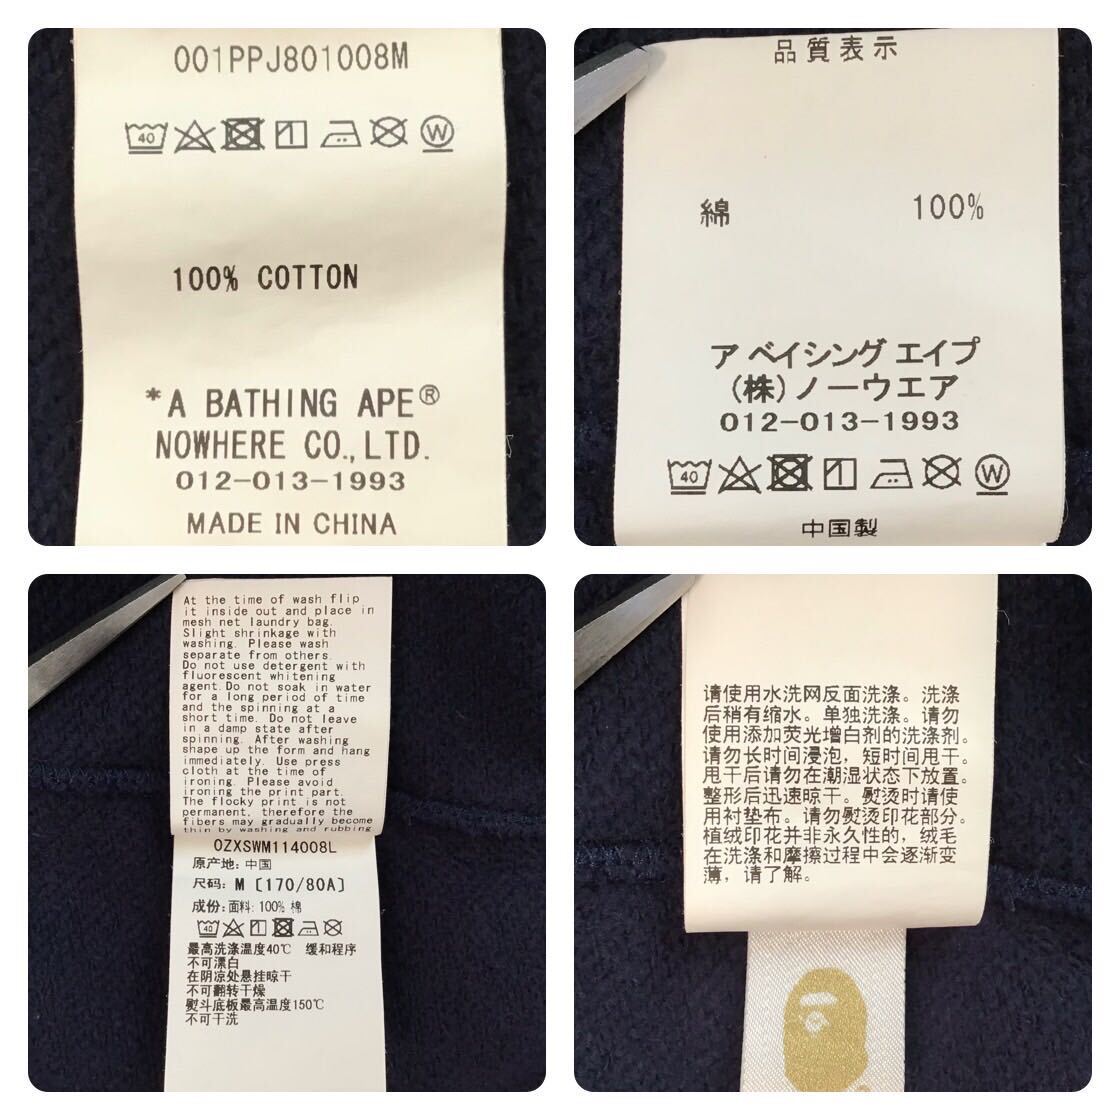 001PPJ801008M
40 W
100% COTTON
*A BATHING APE®
NOWHERE CO.,LTD.
012-013-1993
MADE IN CHINA
品質表示
綿 100%
ア ベイシング エイプ
(株)ノーウエア
012-013-1993
40 W
中国製
At the time of wash flip
it inside out and place in
mesh net laundry bag.
Slight shrinkage with
washing. Please wash
separate from others.
Do not use detergent with
fluorescent whitening
agent.Do not soak in water
for a long period of time
and the spinning at a
short time. Do not leave
in a damp state after
spinning. After washing
shape up the form and hang
immediately. Use press
cloth at the time of
ironing. Please avoid
ironing the print part.
The flocky print is not
permanent, therefore the
fibers may gradually become
thin by washing and rubbing
OZXSWM114008L
原产地: 中国
尺码: M [170/80A]
成份: 面料: 100% 棉
40
最高洗涤温度40℃ 缓和程序
不可漂白
在阴凉处悬挂晾干
不可翻转干燥
熨斗底板最高温度150℃
不可干洗
请使用水洗网反面洗涤。洗涤
后稍有缩水。单独洗涤。请勿
使用添加荧光增白剂的洗涤剂。
请勿长时间浸泡，短时间甩干。
甩干后请勿在潮湿状态下放置。
整形后迅速晾干。熨烫时请使
用衬垫布。请勿熨烫印花部分。
植绒印花并非永久性的，绒毛
在洗涤和摩擦过程中会逐渐变
薄，请了解。